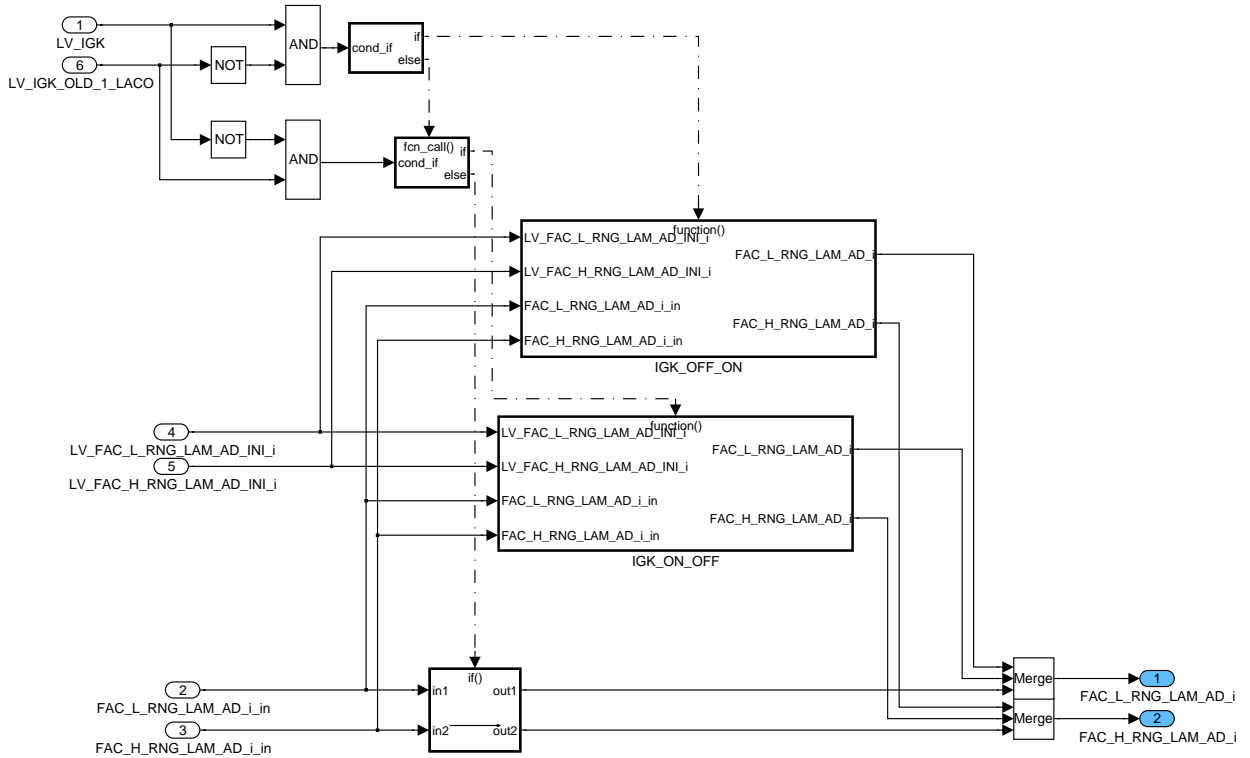 1
LV_IGK
6
LV_IGK_OLD_1_LACO
NOT
AND
cond_if
if
else
NOT
AND
fcn_call()
cond_if
if
else
function()
LV_FAC_L_RNG_LAM_AD_INI_i
LV_FAC_H_RNG_LAM_AD_INI_i
FAC_L_RNG_LAM_AD_i_in
FAC_H_RNG_LAM_AD_i_in
FAC_L_RNG_LAM_AD_i
FAC_H_RNG_LAM_AD_i
IGK_OFF_ON
4
LV_FAC_L_RNG_LAM_AD_INI_i
5
LV_FAC_H_RNG_LAM_AD_INI_i
function()
LV_FAC_L_RNG_LAM_AD_INI_i
LV_FAC_H_RNG_LAM_AD_INI_i
FAC_L_RNG_LAM_AD_i_in
FAC_H_RNG_LAM_AD_i_in
FAC_L_RNG_LAM_AD_i
FAC_H_RNG_LAM_AD_i
IGK_ON_OFF
2
FAC_L_RNG_LAM_AD_i_in
3
FAC_H_RNG_LAM_AD_i_in
if()
in1
in2
out1
out2
Merge
Merge
1
FAC_L_RNG_LAM_AD_i
2
FAC_H_RNG_LAM_AD_i